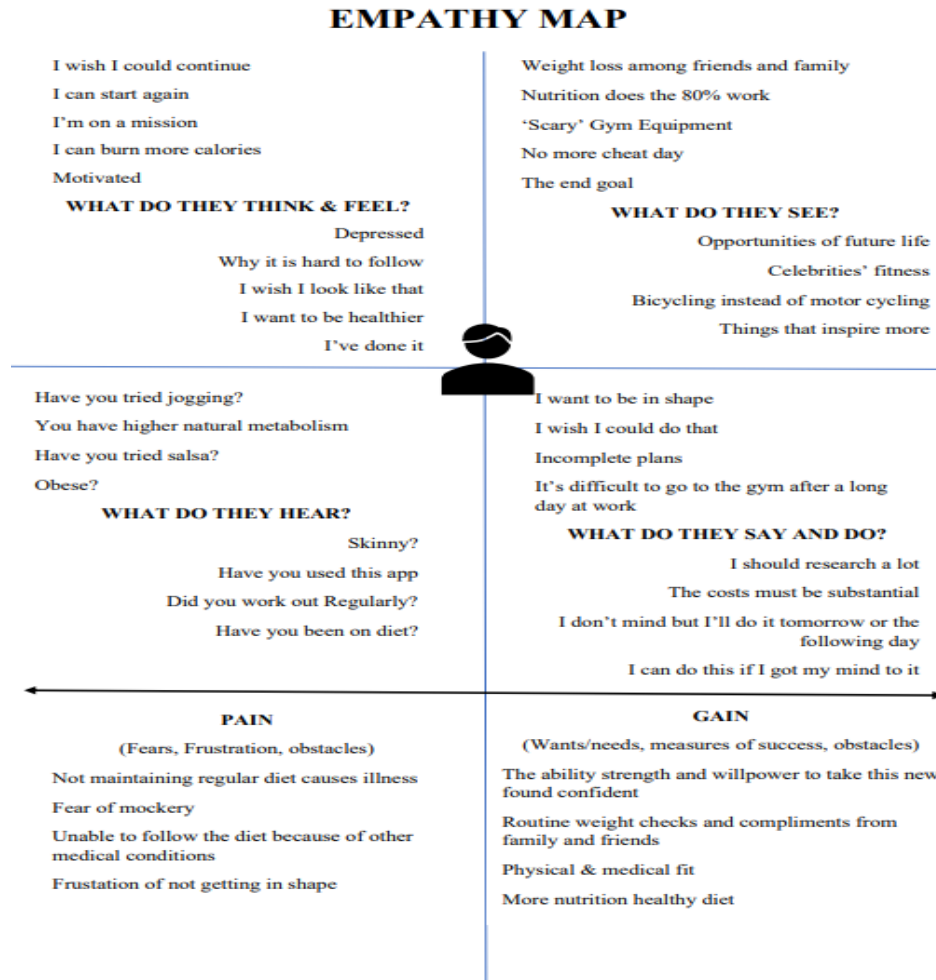 EMPATHY MAP
I wish I could continue
I can start again
I'm on a mission
I can burn more calories
Motivated
WHAT DO THEY THINK & FEEL?
Depressed
Why it is hard to follow
I wish I look like that
I want to be healthier
I've done it
Weight loss among friends and family
Nutrition does the 80% work
‘Scary’ Gym Equipment
No more cheat day
The end goal
WHAT DO THEY SEE?
Opportunities of future life
Celebrities’ fitness
Bicycling instead of motor cycling
Things that inspire more
Have you tried jogging?
You have higher natural metabolism
Have you tried salsa?
Obese?
WHAT DO THEY HEAR?
Skinny?
Have you used this app
Did you work out Regularly?
Have you been on diet?
I want to be in shape
I wish I could do that
Incomplete plans
It's difficult to go to the gym after a long
day at work
WHAT DO THEY SAY AND DO?
I should research a lot
The costs must be substantial
I don't mind but I'll do it tomorrow or the
following day
I can do this if I got my mind to it
PAIN
(Fears, Frustration, obstacles)
Not maintaining regular diet causes illness
Fear of mockery
Unable to follow the diet because of other
medical conditions
Frustation of not getting in shape
GAIN
(Wants/needs, measures of success, obstacles)
The ability strength and willpower to take this new
found confident
Routine weight checks and compliments from
family and friends
Physical & medical fit
More nutrition healthy diet